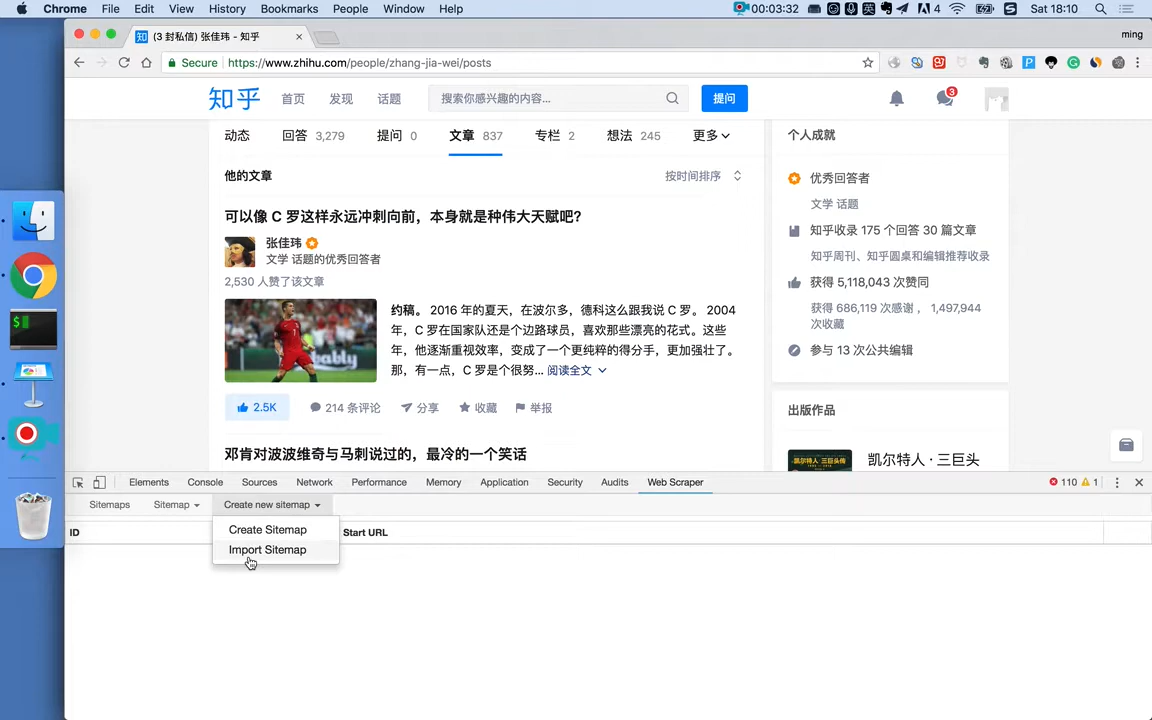 Chrome File Edit View History Bookmarks People Window Help 00:03:32 英 4 Sat 18:10
(3 封私信) 张佳玮 - 知乎 ming
Secure https://www.zhihu.com/people/zhang-jia-wei/posts
知乎 首页 发现 话题 搜索你感兴趣的内容... 提问 3
动态 回答 3,279 提问 0 文章 837 专栏 2 想法 245 更多
他的文章 按时间排序
可以像 C 罗这样永远冲刺向前，本身就是种伟大天赋吧?
张佳玮
文学 话题的优秀回答者
2,530 人赞了该文章
约稿。 2016 年的夏天，在波尔多，德科这么跟我说 C 罗。 2004
年，C 罗在国家队还是个边路球员，喜欢那些漂亮的花式。这些
年，他逐渐重视效率，变成了一个更纯粹的得分手，更加强壮了。
那，有一点，C 罗是个很努... 阅读全文
2.5K 214 条评论 分享 收藏 举报
邓肯对波波维奇与马刺说过的，最冷的一个笑话
个人成就
优秀回答者
文学 话题
知乎收录 175 个回答 30 篇文章
知乎周刊、知乎圆桌和编辑推荐收录
获得 5,118,043 次赞同
获得 686,119 次感谢 ，1,497,944
次收藏
参与 13 次公共编辑
出版作品
凯尔特人 · 三巨头
Elements Console Sources Network Performance Memory Application Security Audits Web Scraper 110 1
Sitemaps Sitemap Create new sitemap
ID Start URL
Create Sitemap
Import Sitemap